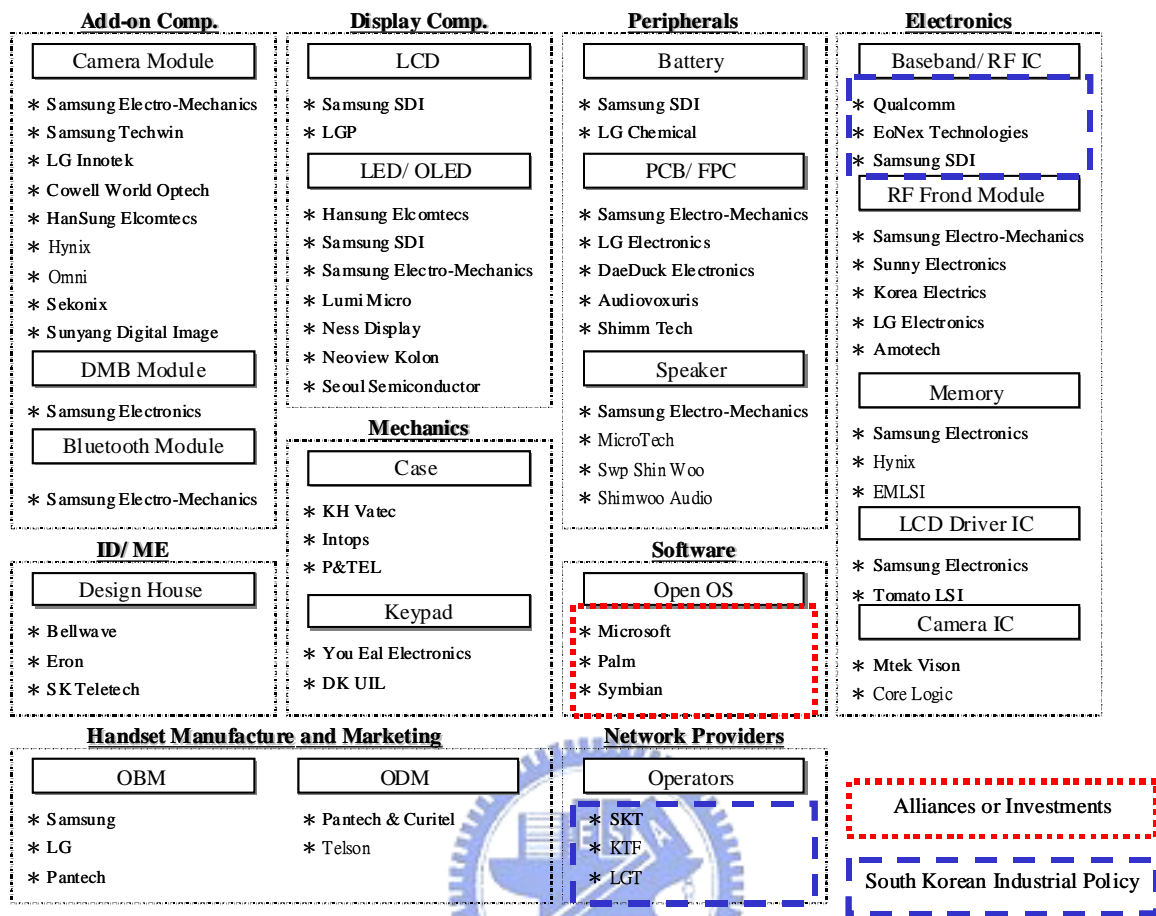 Add-on Comp.
Camera Module
* Samsung Electro-Mechanics
* Samsung Techwin
* LG Innotek
* Cowell World Optech
* HanSung Elcomtecs
* Hynix
* Omni
* Sekonix
* Sunyang Digital Image
DMB Module
* Samsung Electronics
Bluetooth Module
* Samsung Electro-Mechanics
Display Comp.
LCD
* Samsung SDI
* LGP
LED/ OLED
* Hansung Elcomtecs
* Samsung SDI
* Samsung Electro-Mechanics
* Lumi Micro
* Ness Display
* Neoview Kolon
* Seoul Semiconductor
Peripherals
Battery
* Samsung SDI
* LG Chemical
PCB/ FPC
* Samsung Electro-Mechanics
* LG Electronics
* DaeDuck Electronics
* Audiovoxuris
* Shimm Tech
Speaker
* Samsung Electro-Mechanics
* MicroTech
* Swp Shin Woo
* Shimwoo Audio
Electronics
Baseband/ RF IC
* Qualcomm
* EoNex Technologies
* Samsung SDI
RF Frond Module
* Samsung Electro-Mechanics
* Sunny Electronics
* Korea Electrics
* LG Electronics
* Amotech
Memory
* Samsung Electronics
* Hynix
* EMLSI
LCD Driver IC
* Samsung Electronics
* Tomato LSI
Camera IC
* Mtek Vison
* Core Logic
ID/ ME
Design House
* Bellwave
* Eron
* SK Teletech
Mechanics
Case
* KH Vatec
* Intops
* P&TEL
Keypad
* You Eal Electronics
* DK UIL
Software
Open OS
* Microsoft
* Palm
* Symbian
Handset Manufacture and Marketing
OBM
* Samsung
* LG
* Pantech
ODM
* Pantech & Curitel
* Telson
Network Providers
Operators
* SKT
* KTF
* LGT
Alliances or Investments
South Korean Industrial Policy